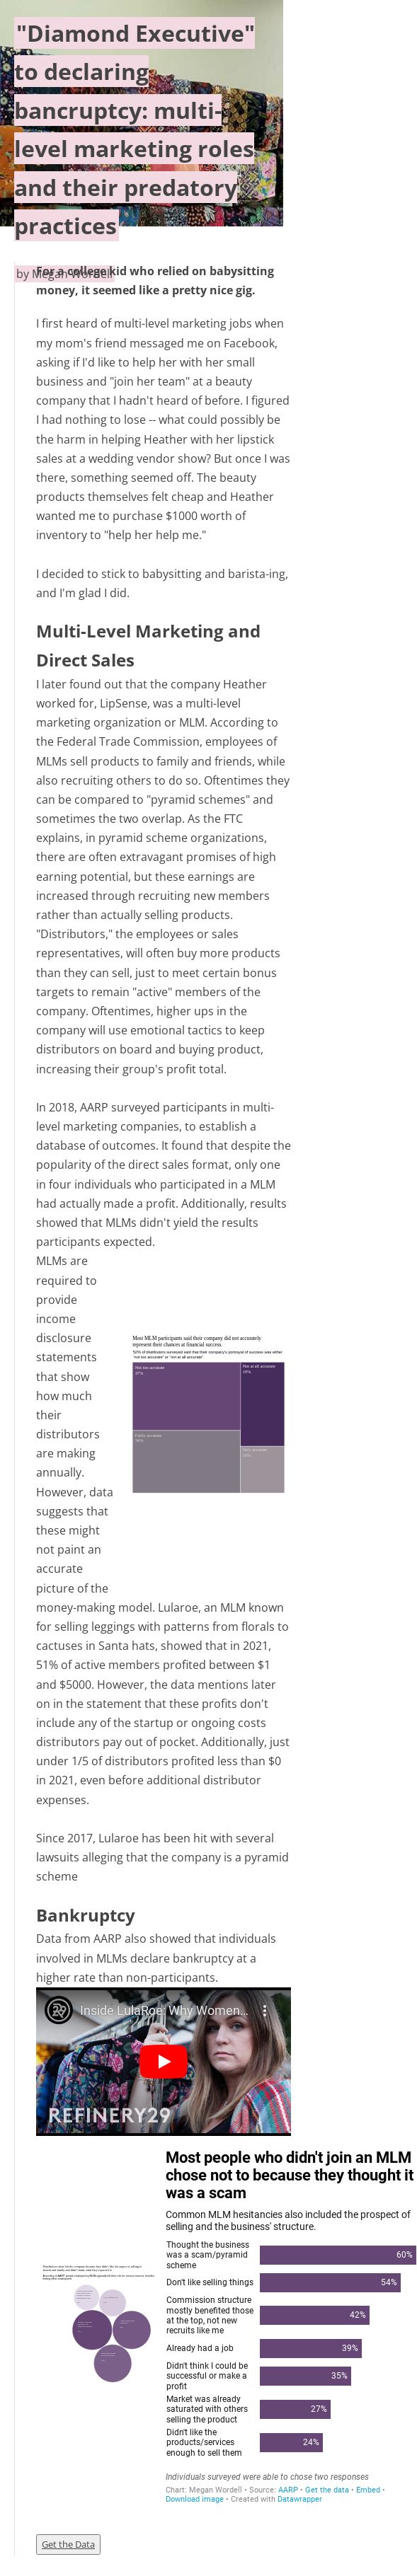 "Diamond Executive"
to declaring
bancruptcy: multi-
level marketing roles
and their predatory
practices
by Megan Wordell
For a college kid who relied on babysitting
money, it seemed like a pretty nice gig.
I first heard of multi-level marketing jobs when
my mom's friend messaged me on Facebook,
asking if I'd like to help her with her small
business and "join her team" at a beauty
company that I hadn't heard of before. I figured
I had nothing to lose -- what could possibly be
the harm in helping Heather with her lipstick
sales at a wedding vendor show? But once I was
there, something seemed off. The beauty
products themselves felt cheap and Heather
wanted me to purchase $1000 worth of
inventory to "help her help me."
I decided to stick to babysitting and barista-ing,
and I'm glad I did.
Multi-Level Marketing and
Direct Sales
I later found out that the company Heather
worked for, LipSense, was a multi-level
marketing organization or MLM. According to
the Federal Trade Commission, employees of
MLMs sell products to family and friends, while
also recruiting others to do so. Oftentimes they
can be compared to "pyramid schemes" and
sometimes the two overlap. As the FTC
explains, in pyramid scheme organizations,
there are often extravagant promises of high
earning potential, but these earnings are
increased through recruiting new members
rather than actually selling products.
"Distributors," the employees or sales
representatives, will often buy more products
than they can sell, just to meet certain bonus
targets to remain "active" members of the
company. Oftentimes, higher ups in the
company will use emotional tactics to keep
distributors on board and buying product,
increasing their group's profit total.
In 2018, AARP surveyed participants in multi-
level marketing companies, to establish a
database of outcomes. It found that despite the
popularity of the direct sales format, only one
in four individuals who participated in a MLM
had actually made a profit. Additionally, results
showed that MLMs didn't yield the results
participants expected.
MLMs are
required to
provide
income
disclosure
statements
that show
how much
their
distributors
are making
annually.
However, data
suggests that
these might
not paint an
accurate
picture of the
Most MLM participants said their company did not accurately
represent their chances at financial success.
52% of distributors surveyed said that their company's portrayal of success was either
"not too accurate" or "not at all accurate"
Not too accurate
Not at all accurate
Fairly accurate
Very accurate
money-making model. Lularoe, an MLM known
for selling leggings with patterns from florals to
cactuses in Santa hats, showed that in 2021,
51% of active members profited between $1
and $5000. However, the data mentions later
on in the statement that these profits don't
include any of the startup or ongoing costs
distributors pay out of pocket. Additionally, just
under 1/5 of distributors profited less than $0
in 2021, even before additional distributor
expenses.
Since 2017, Lularoe has been hit with several
lawsuits alleging that the company is a pyramid
scheme
Bankruptcy
Data from AARP also showed that individuals
involved in MLMs declare bankruptcy at a
higher rate than non-participants.
Inside LulaRoe: Why Women...
REFINERY29
Most people who didn't join an MLM
chose not to because they thought it
was a scam
Common MLM hesitancies also included the prospect of
selling and the business' structure.
Thought the business
was a scam/pyramid
scheme
60%
Don't like selling things
54%
Commission structure
mostly benefited those
at the top, not new
recruits like me
42%
Already had a job
39%
Didn't think I could be
successful or make a
profit
35%
Market was already
saturated with others
selling the product
27%
Didn't like the
products/services
enough to sell them
24%
Individuals surveyed were able to chose two responses
Chart: Megan Wordell • Source: AARP • Get the data • Embed •
Download image • Created with Datawrapper
Get the Data